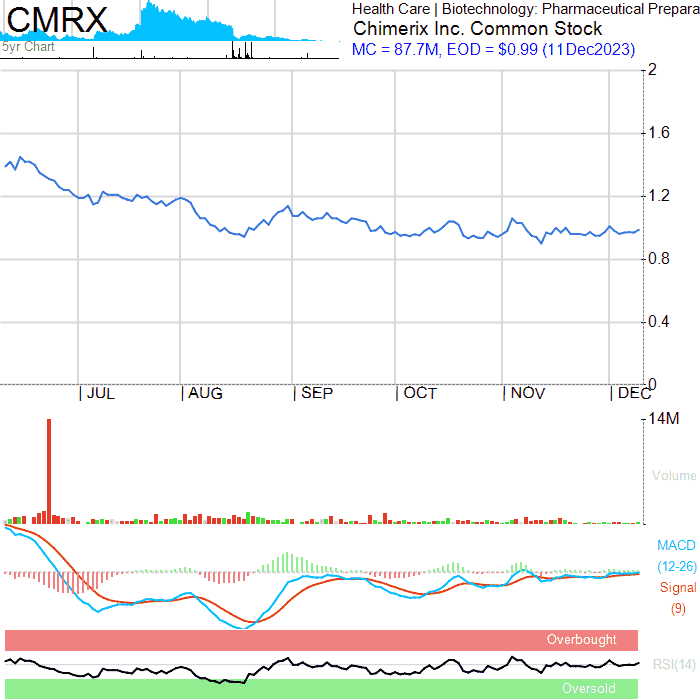 CMRX
5yr Chart
Health Care | Biotechnology: Pharmaceutical Prepara
Chimerix Inc. Common Stock
MC = 87.7M, EOD = $0.99 (11Dec2023)
2
1.6
1.2
0.8
0.4
0
| JUL | AUG | SEP | OCT | NOV | DEC
14M
Volume
MACD
(12-26)
Signal
(9)
Overbought
RSI(14)
Oversold